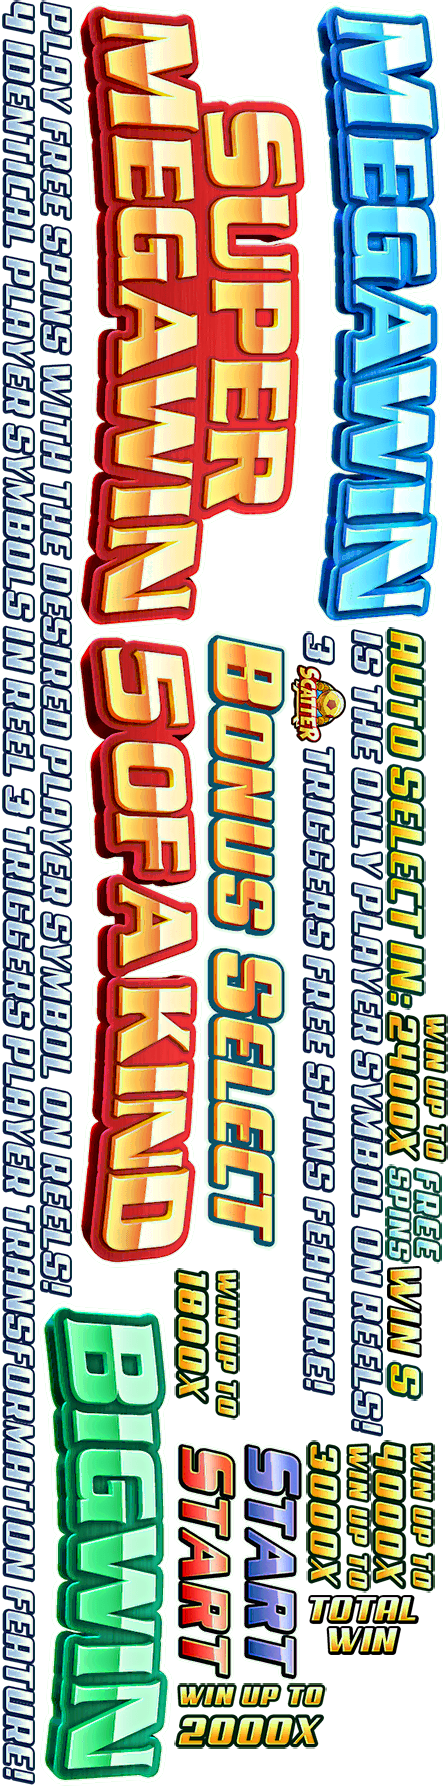 MEGAWIN
SUPER
MEGAWIN
PLAY FREE SPINS WITH THE DESIRED PLAYER SYMBOL ON REELS!
4 IDENTICAL PLAYER SYMBOLS IN REEL 3 TRIGGERS PLAYER TRANSFORMATION FEATURE!
AUTO SELECT IN:
IS THE ONLY PLAYER SYMBOL ON REELS!
3 SCATTER TRIGGERS FREE SPINS FEATURE!
BONUS SELECT
5 OF A KIND
WIN UP TO
2400X
FREE
SPINS
WIN S
WIN UP TO
1800X
WIN UP TO
4000X
WIN UP TO
3000X
START
START
TOTAL
WIN
WIN UP TO
2000X
BIGWIN